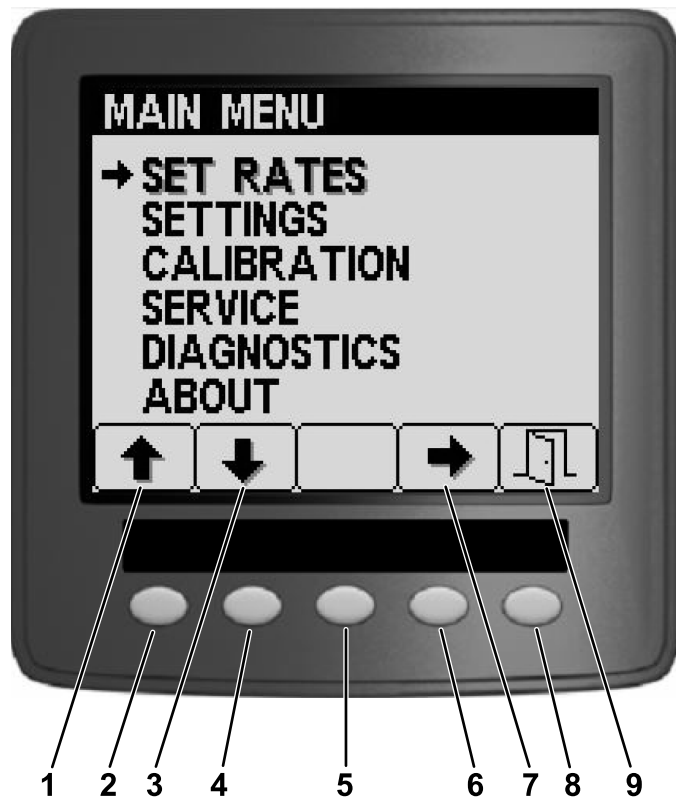 MAIN MENU
SET RATES
SETTINGS
CALIBRATION
SERVICE
DIAGNOSTICS
ABOUT
1 2 3 4 5 6 7 8 9